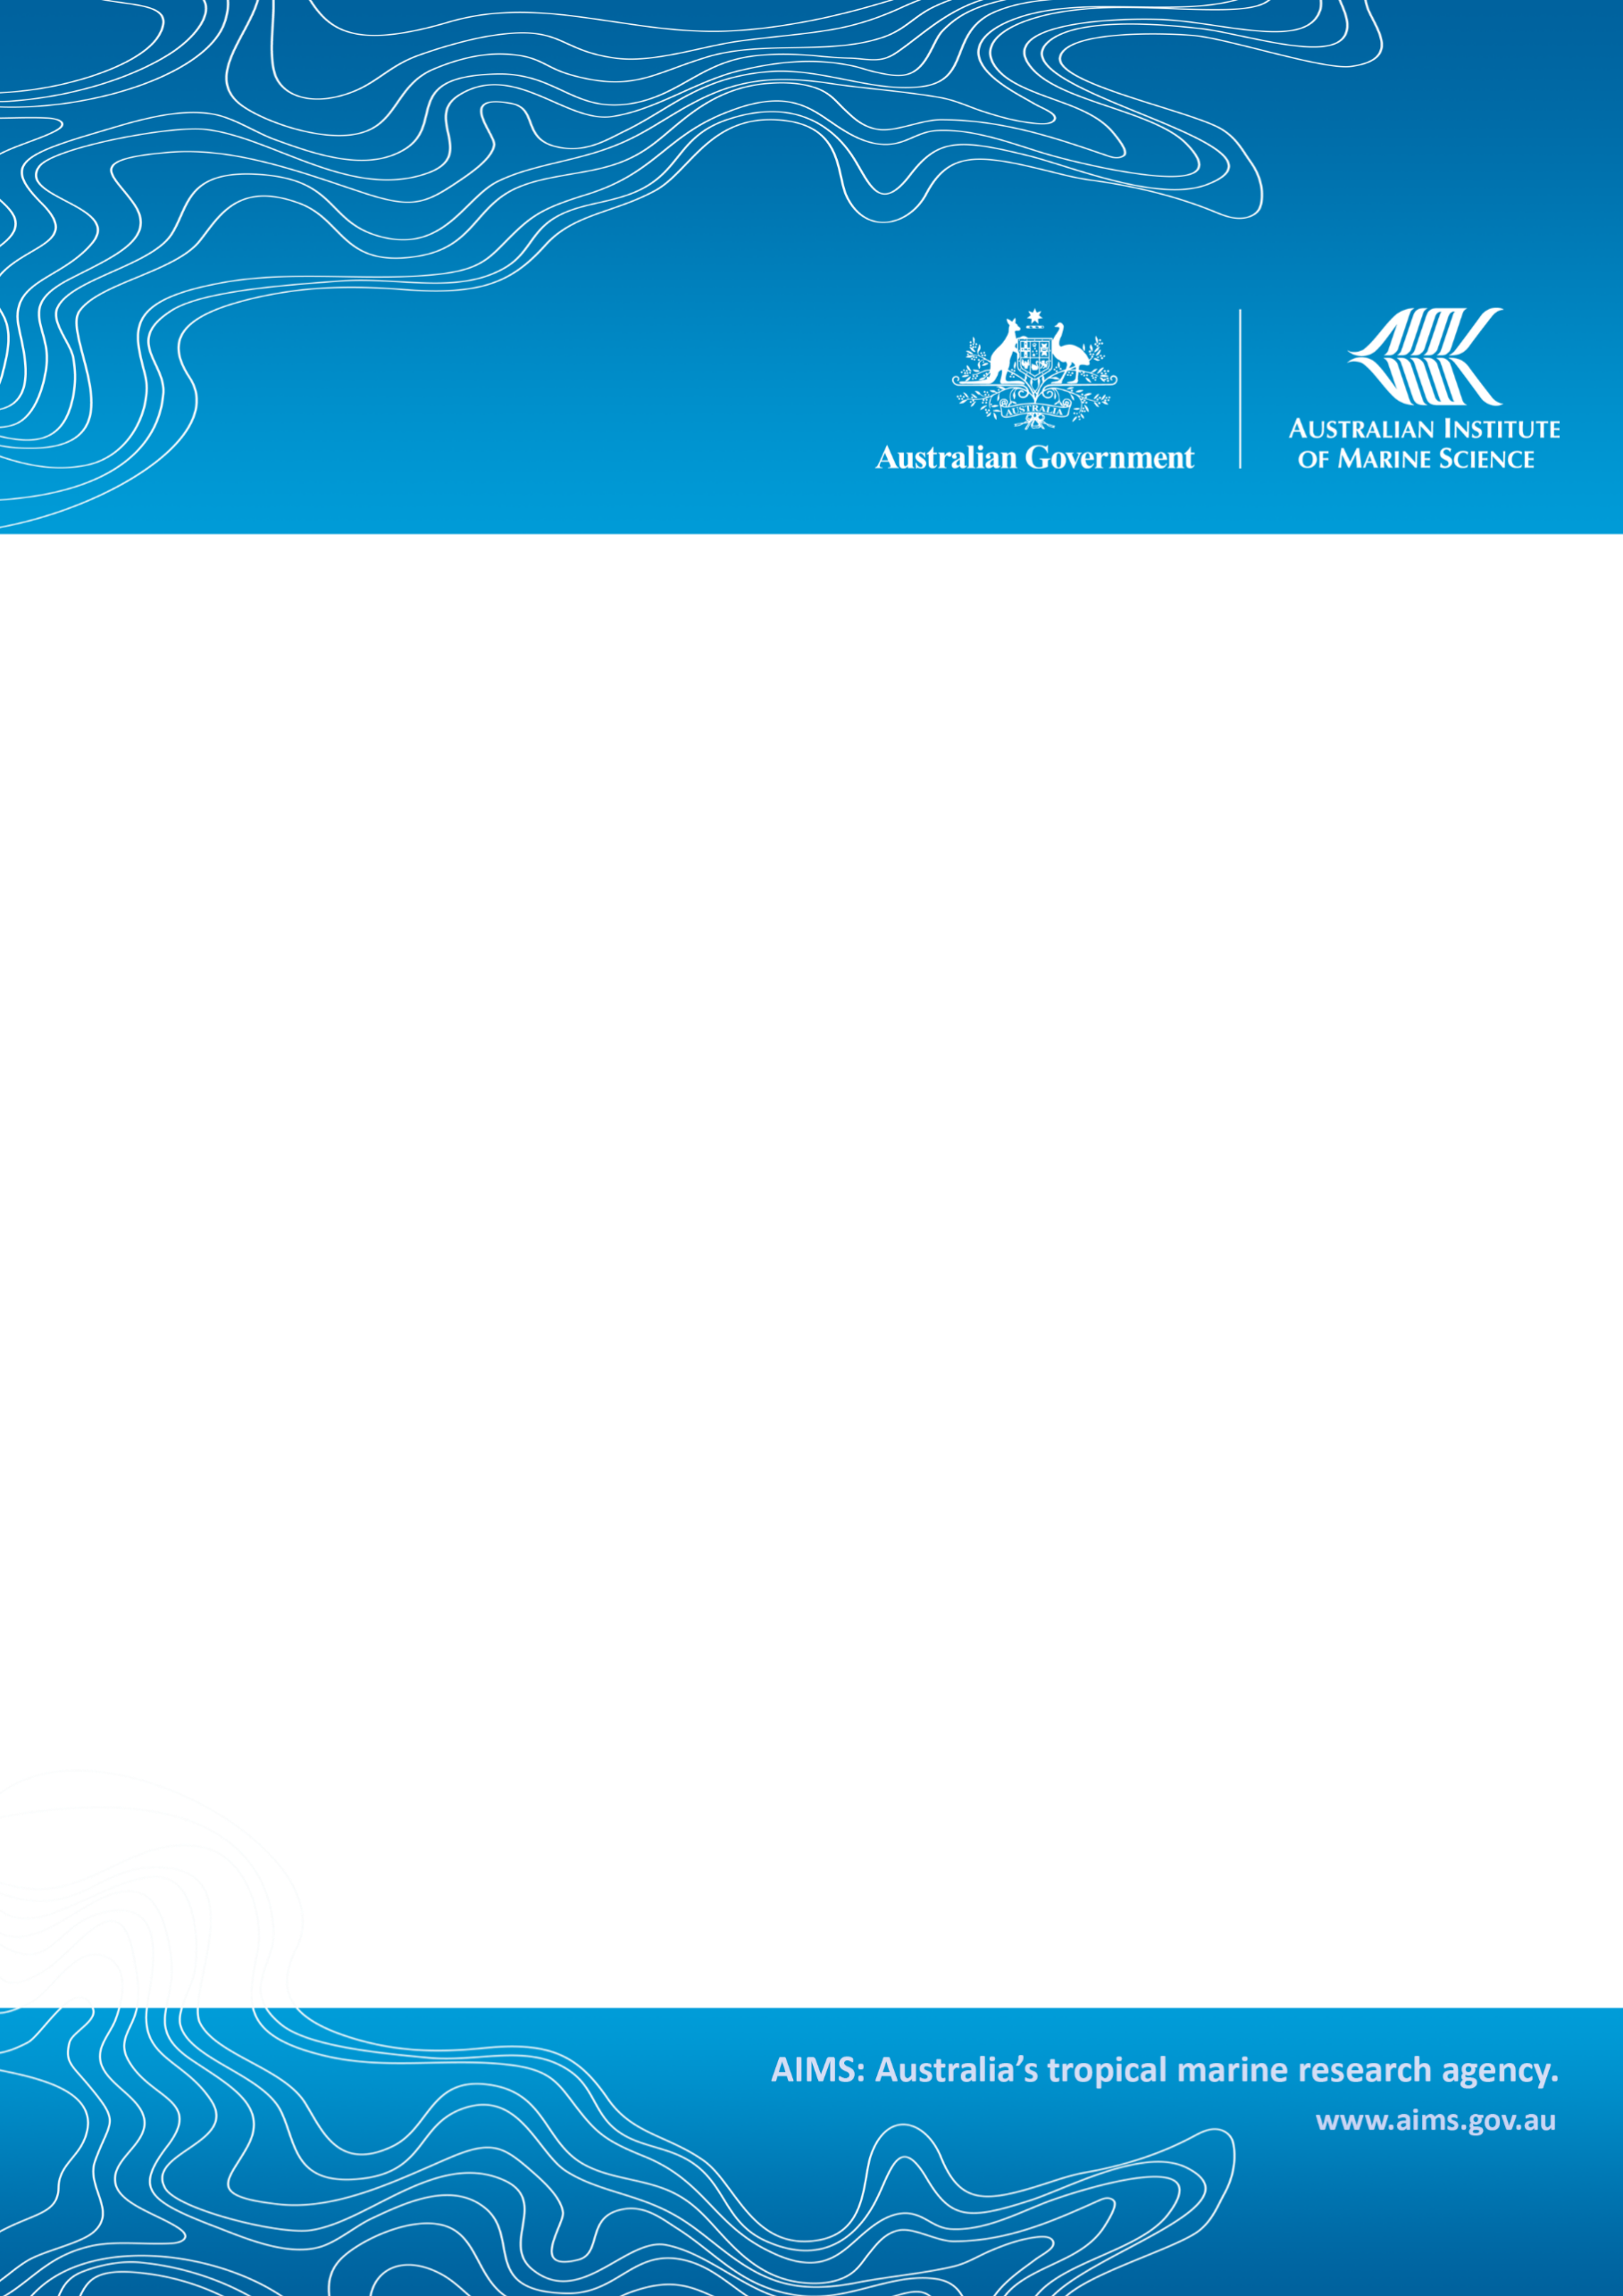 AUSTRALIA
Australian Government
AUSTRALIAN INSTITUTE
OF MARINE SCIENCE
AIMS: Australia’s tropical marine research agency.
www.aims.gov.au